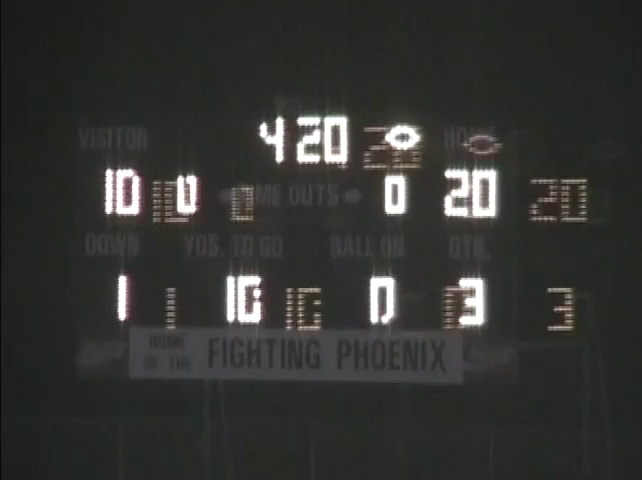 VISITOR 4 20 HOME
10 0 TIME OUTS 0 20
DOWN YDS. TO GO BALL ON QTR.
1 10 0 3
HOME OF THE FIGHTING PHOENIX